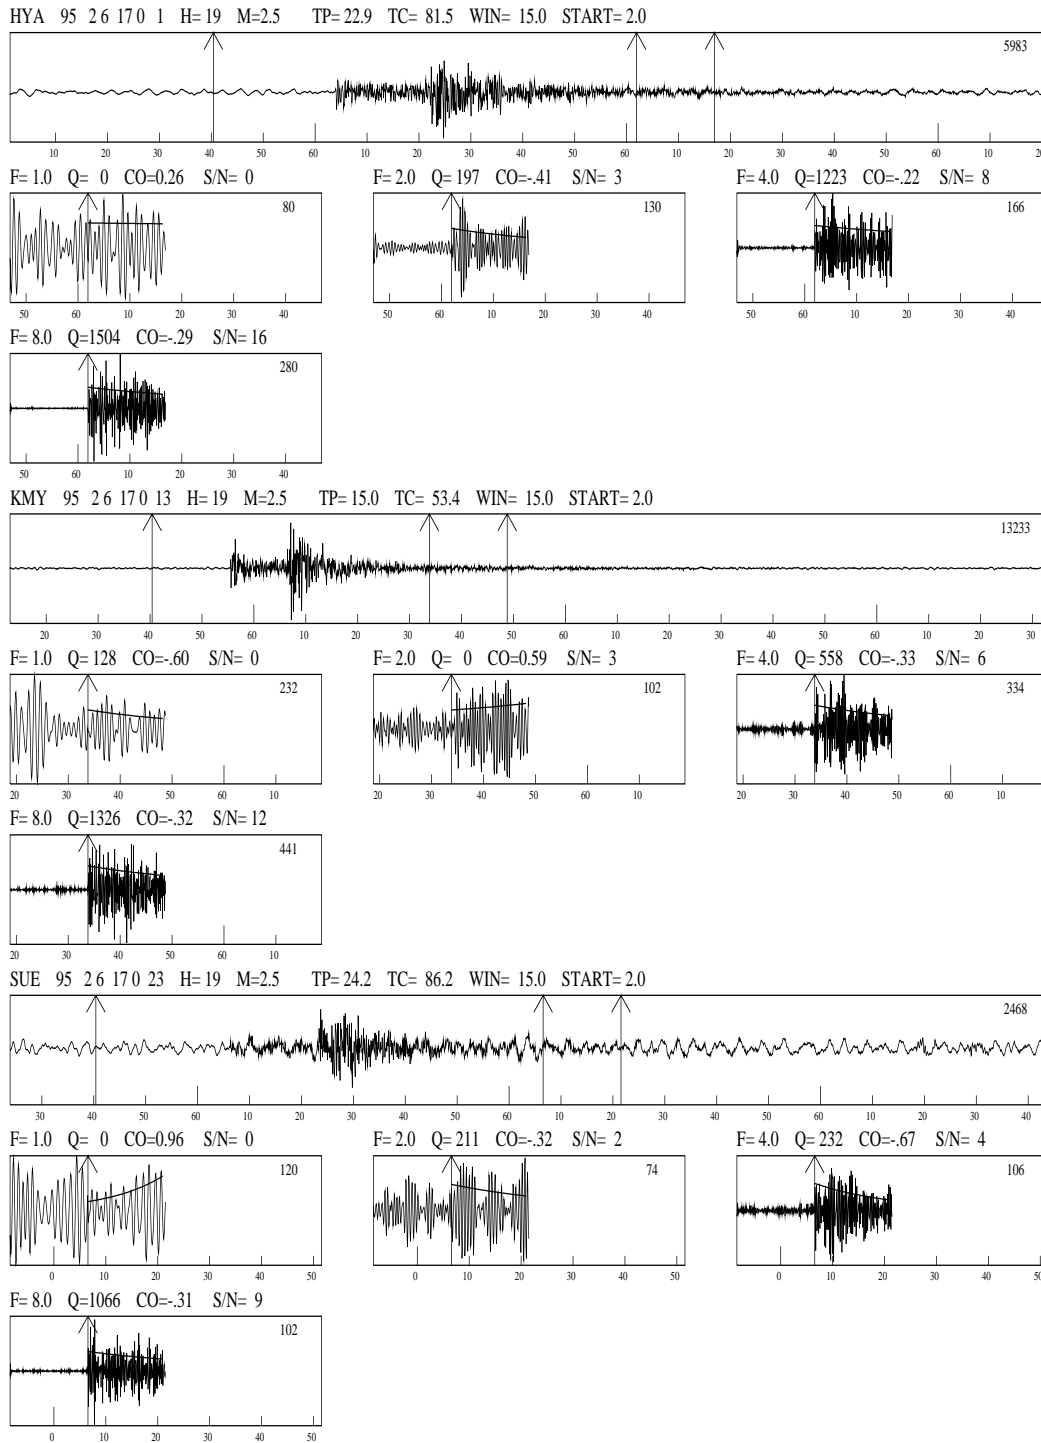 HYA 95 2 6 17 0 1 H= 19 M=2.5 TP= 22.9 TC= 81.5 WIN= 15.0 START= 2.0
5983
10 20 30 40 50 60 10 20 30 40 50 60 10 20 30 40 50 60 10 20
F= 1.0 Q= 0 CO=0.26 S/N= 0 F= 2.0 Q= 197 CO=-.41 S/N= 3 F= 4.0 Q=1223 CO=-.22 S/N= 8
80 130 166
50 60 10 20 30 40 50 60 10 20 30 40 50 60 10 20 30 40
F= 8.0 Q=1504 CO=-.29 S/N= 16
280
50 60 10 20 30 40
KMY 95 2 6 17 0 13 H= 19 M=2.5 TP= 15.0 TC= 53.4 WIN= 15.0 START= 2.0
13233
20 30 40 50 60 10 20 30 40 50 60 10 20 30 40 50 60 10 20 30
F= 1.0 Q= 128 CO=-.60 S/N= 0 F= 2.0 Q= 0 CO=0.59 S/N= 3 F= 4.0 Q= 558 CO=-.33 S/N= 6
232 102 334
20 30 40 50 60 10 20 30 40 50 60 10 20 30 40 50 60 10
F= 8.0 Q=1326 CO=-.32 S/N= 12
441
20 30 40 50 60 10
SUE 95 2 6 17 0 23 H= 19 M=2.5 TP= 24.2 TC= 86.2 WIN= 15.0 START= 2.0
2468
30 40 50 60 10 20 30 40 50 60 10 20 30 40 50 60 10 20 30 40
F= 1.0 Q= 0 CO=0.96 S/N= 0 F= 2.0 Q= 211 CO=-.32 S/N= 2 F= 4.0 Q= 232 CO=-.67 S/N= 4
120 74 106
0 10 20 30 40 50 0 10 20 30 40 50 0 10 20 30 40 50
F= 8.0 Q=1066 CO=-.31 S/N= 9
102
0 10 20 30 40 50